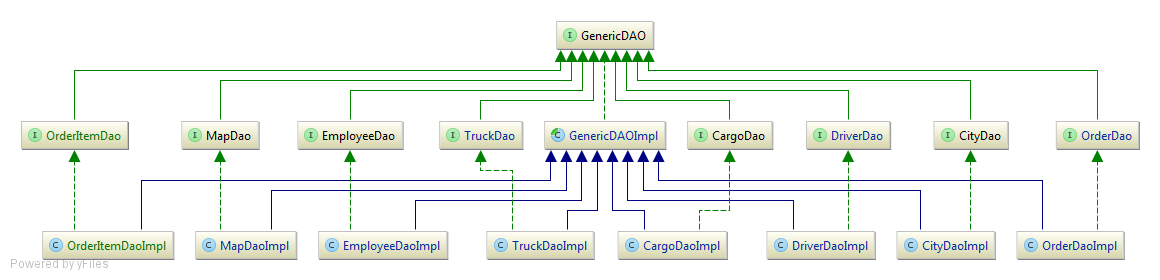 I GenericDAO
I OrderItemDao
I MapDao
I EmployeeDao
I TruckDao
C GenericDAOImpl
I CargoDao
I DriverDao
I CityDao
I OrderDao
C OrderItemDaoImpl
C MapDaoImpl
C EmployeeDaoImpl
C TruckDaoImpl
C CargoDaoImpl
C DriverDaoImpl
C CityDaoImpl
C OrderDaoImpl
Powered by yFiles